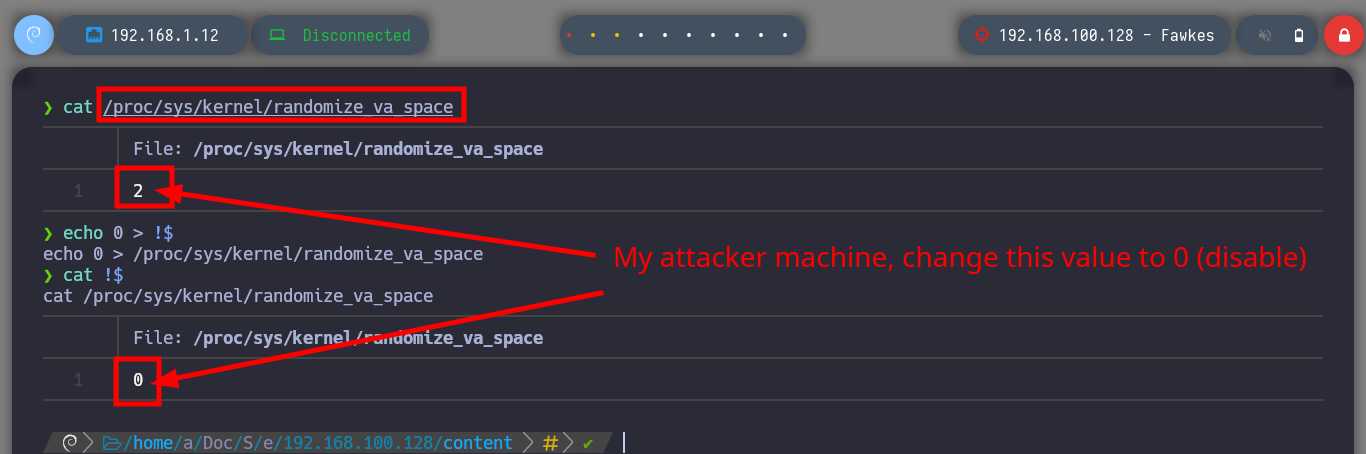 192.168.1.12 Disconnected 192.168.100.128 - Fawkes
❯ cat /proc/sys/kernel/randomize_va_space
File: /proc/sys/kernel/randomize_va_space
1 2
❯ echo 0 > !$
echo 0 > /proc/sys/kernel/randomize_va_space
My attacker machine, change this value to 0 (disable)
❯ cat !$
cat /proc/sys/kernel/randomize_va_space
File: /proc/sys/kernel/randomize_va_space
1 0
/home/a/Doc/S/e/192.168.100.128/content # ✔